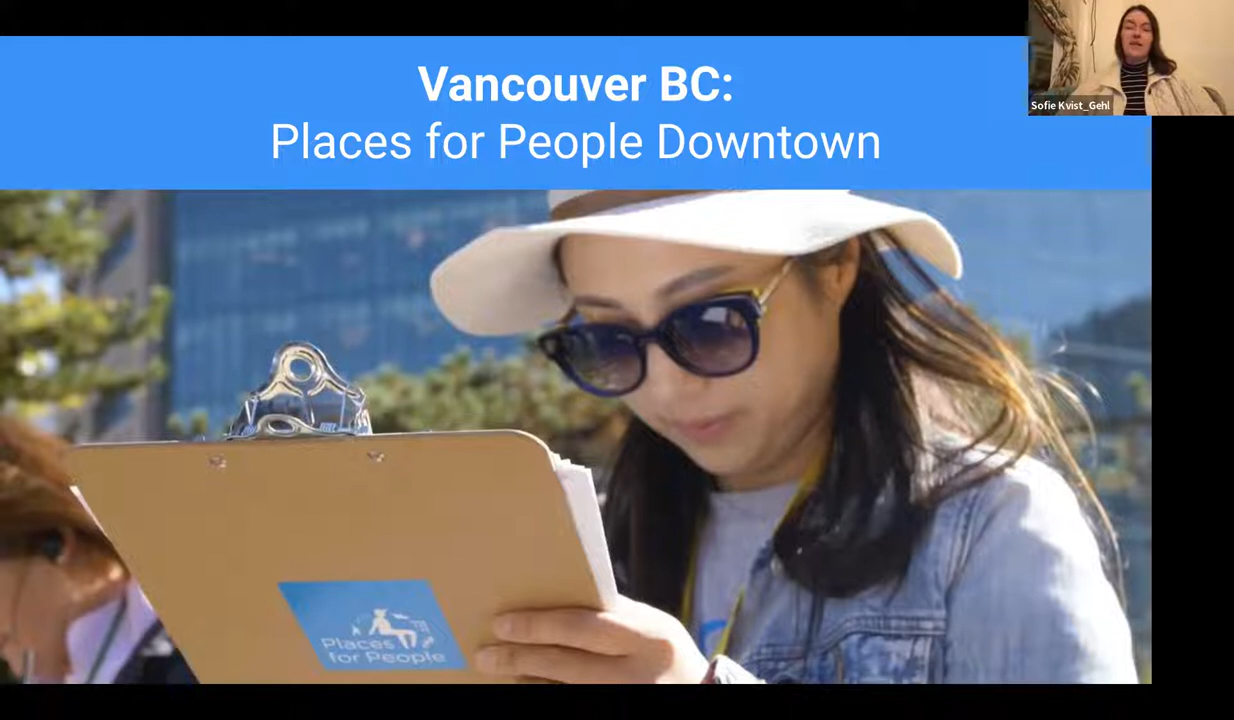 Vancouver BC:
Places for People Downtown
Sofie Kvist_Gehl
Places
for People